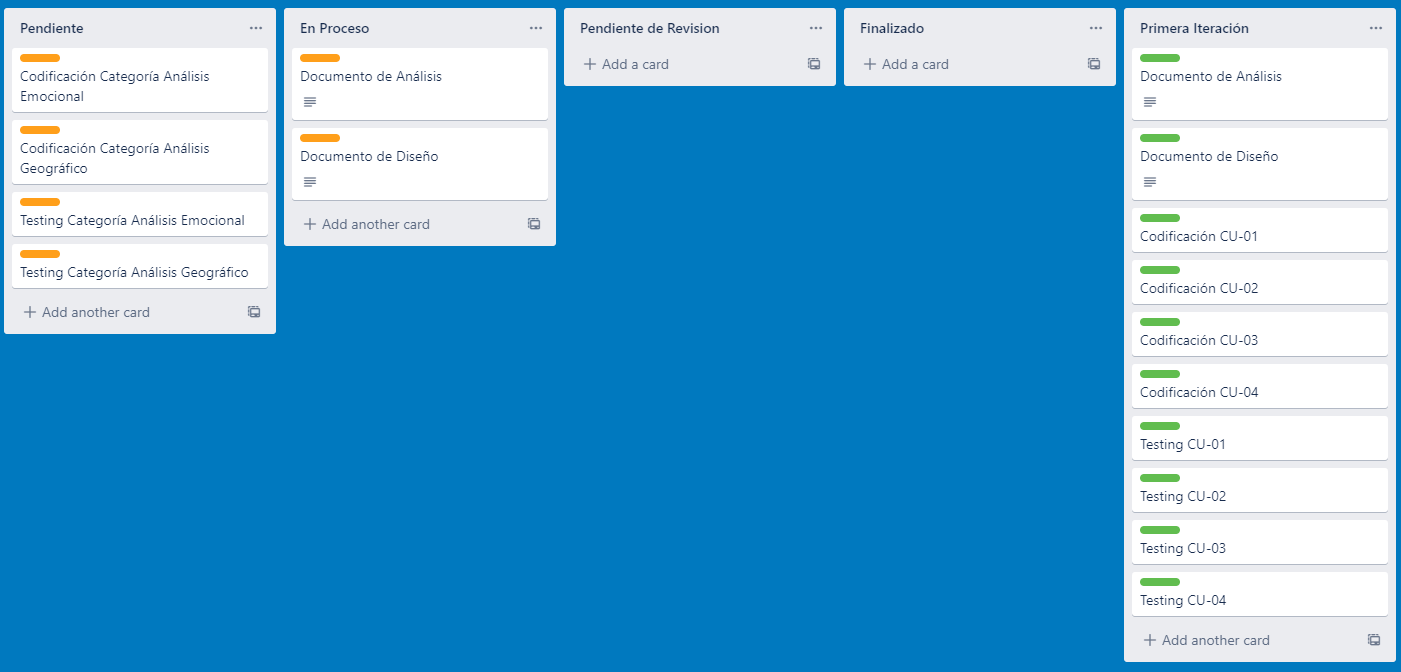 Pendiente
Codificación Categoría Análisis
Emocional
Codificación Categoría Análisis
Geográfico
Testing Categoría Análisis Emocional
Testing Categoría Análisis Geográfico
Add another card
En Proceso
Documento de Análisis
Documento de Diseño
Add another card
Pendiente de Revision
Add a card
Finalizado
Add a card
Primera Iteración
Documento de Análisis
Documento de Diseño
Codificación CU-01
Codificación CU-02
Codificación CU-03
Codificación CU-04
Testing CU-01
Testing CU-02
Testing CU-03
Testing CU-04
Add another card